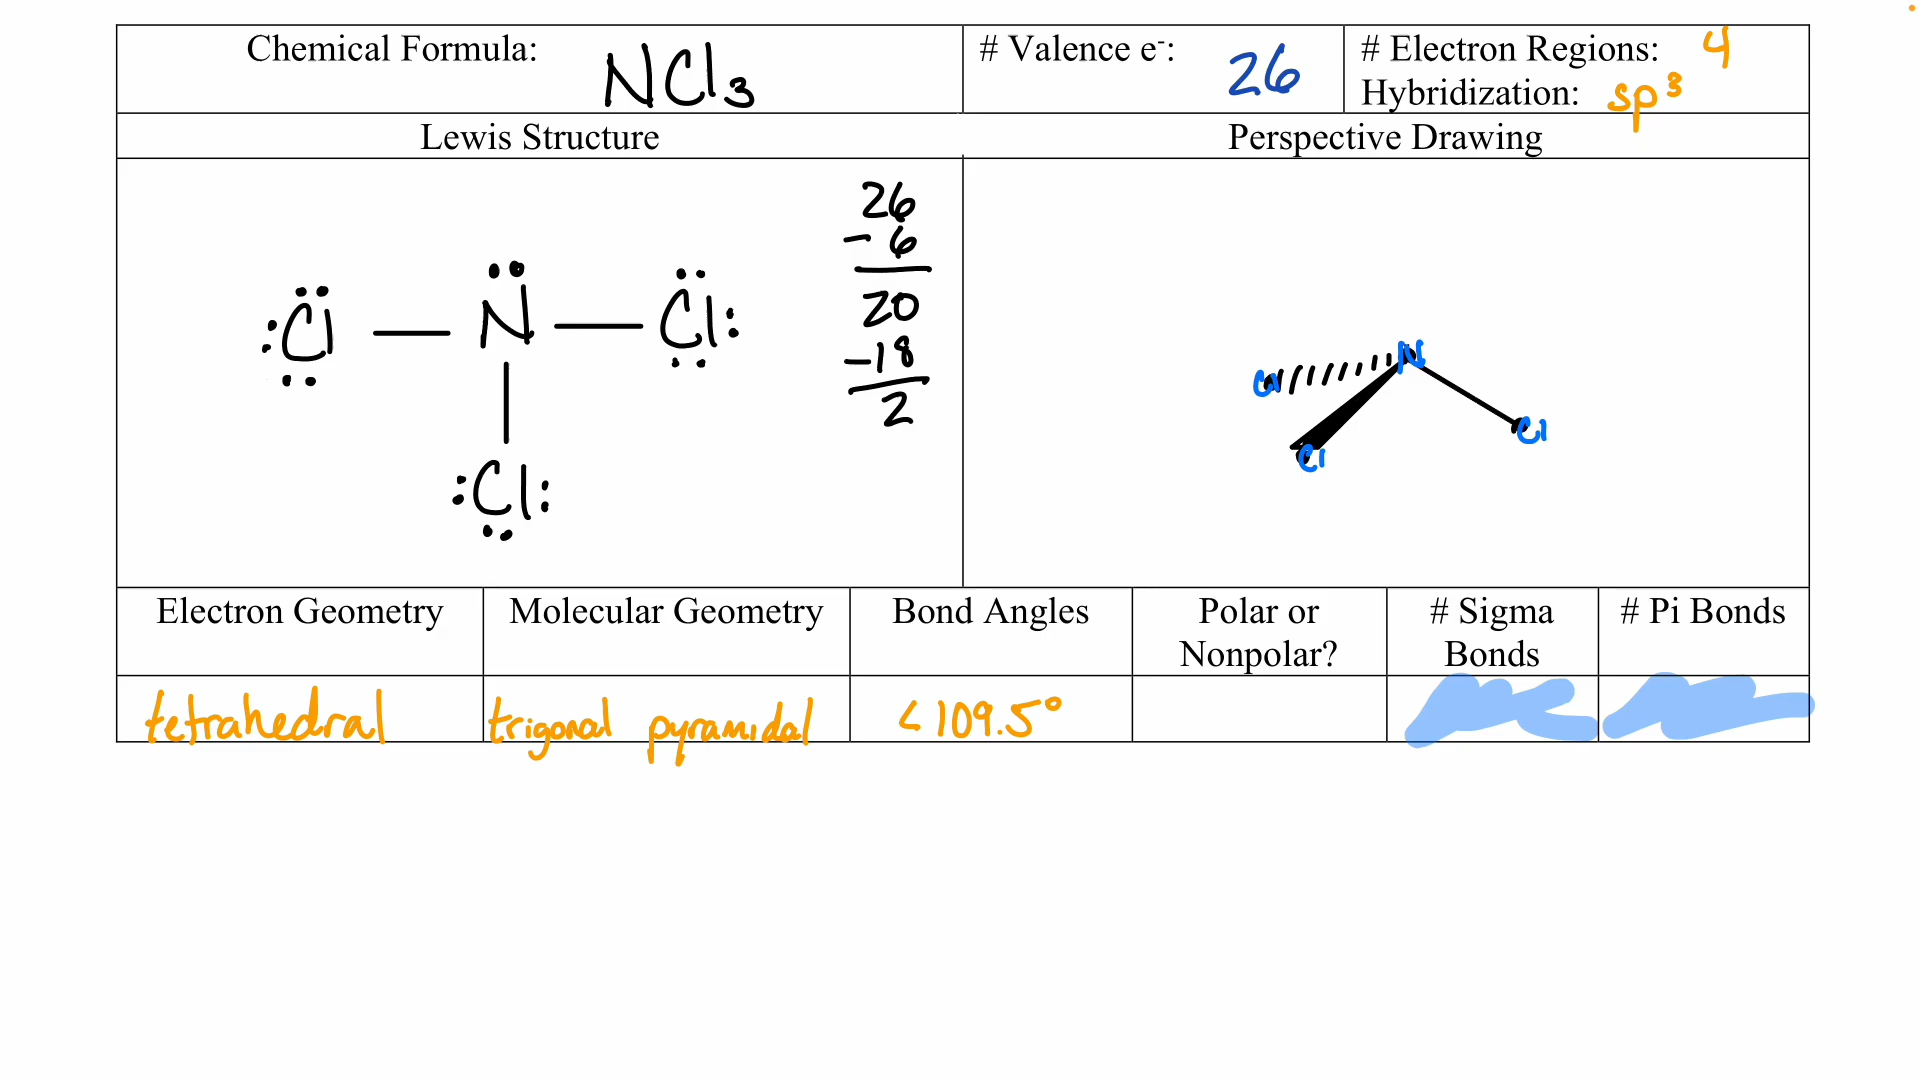 Chemical Formula: NCl₃
# Valence e⁻: 26
# Electron Regions: 4
Hybridization: sp³
Lewis Structure
Perspective Drawing
26
- 6
20
-18
2
:Cl — N — Cl:
:Cl:
N
Cl
Cl
Cl
Electron Geometry
Molecular Geometry
Bond Angles
Polar or
Nonpolar?
# Sigma
Bonds
# Pi Bonds
tetrahedral
trigonal pyramidal
<109.5°